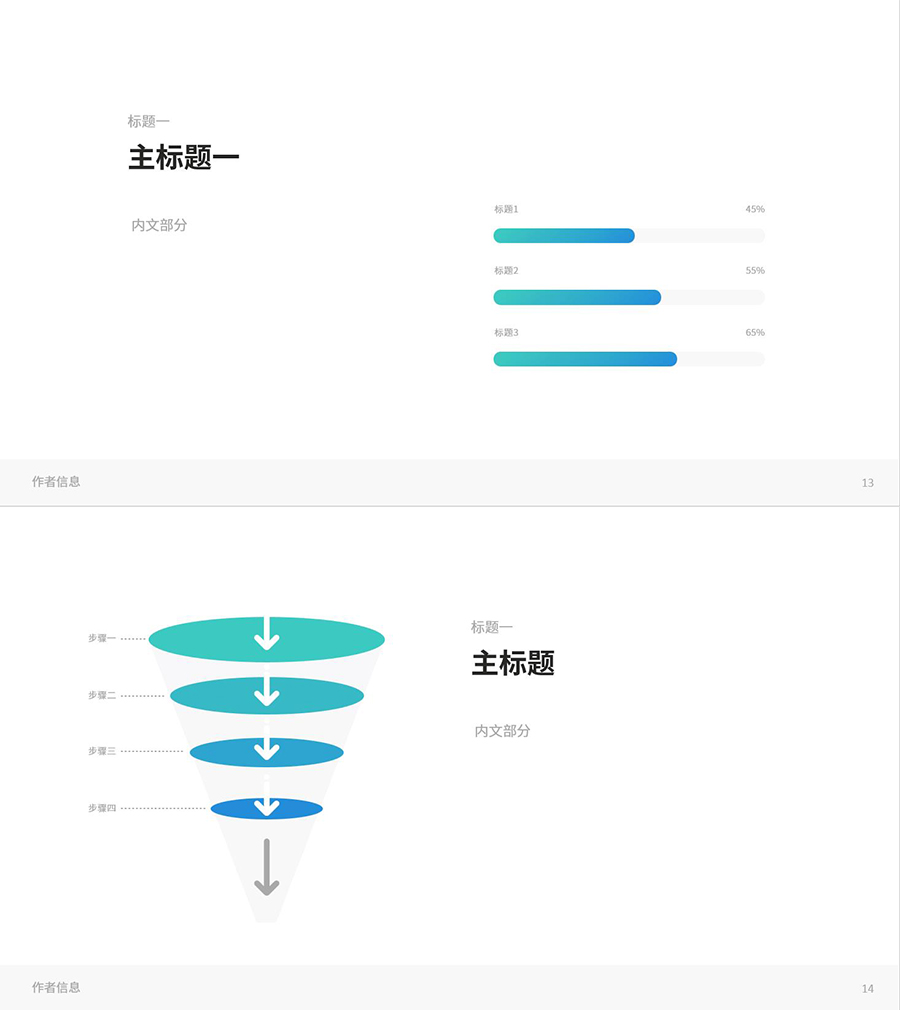 标题一
主标题一
内文部分
标题1 45%
标题2 55%
标题3 65%
作者信息 13
步骤一
步骤二
步骤三
步骤四
标题一
主标题
内文部分
作者信息 14